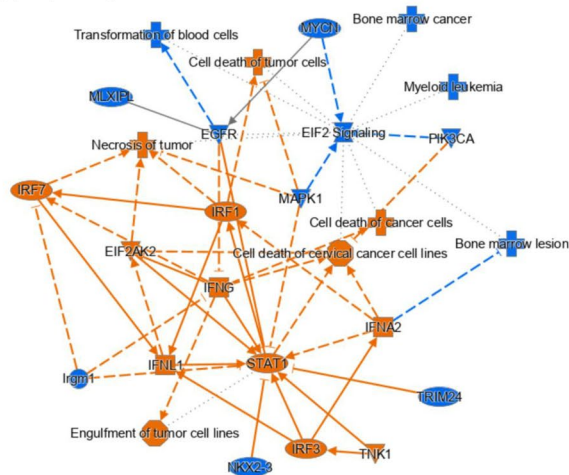 Bone marrow cancer
MYCN
Transformation of blood cells
Cell death of tumor cells
Myeloid leukemia
MLXIPL
EGFR
EIF2 Signaling
PIK3CA
Necrosis of tumor
IRF7
MAPK1
IRF1
Cell death of cancer cells
Bone marrow lesion
EIF2AK2
Cell death of cervical cancer cell lines
IFNG
IFNA2
IFNL1
STAT1
Irgm1
TRIM24
Engulfment of tumor cell lines
IRF3
TNK1
NKX2-3